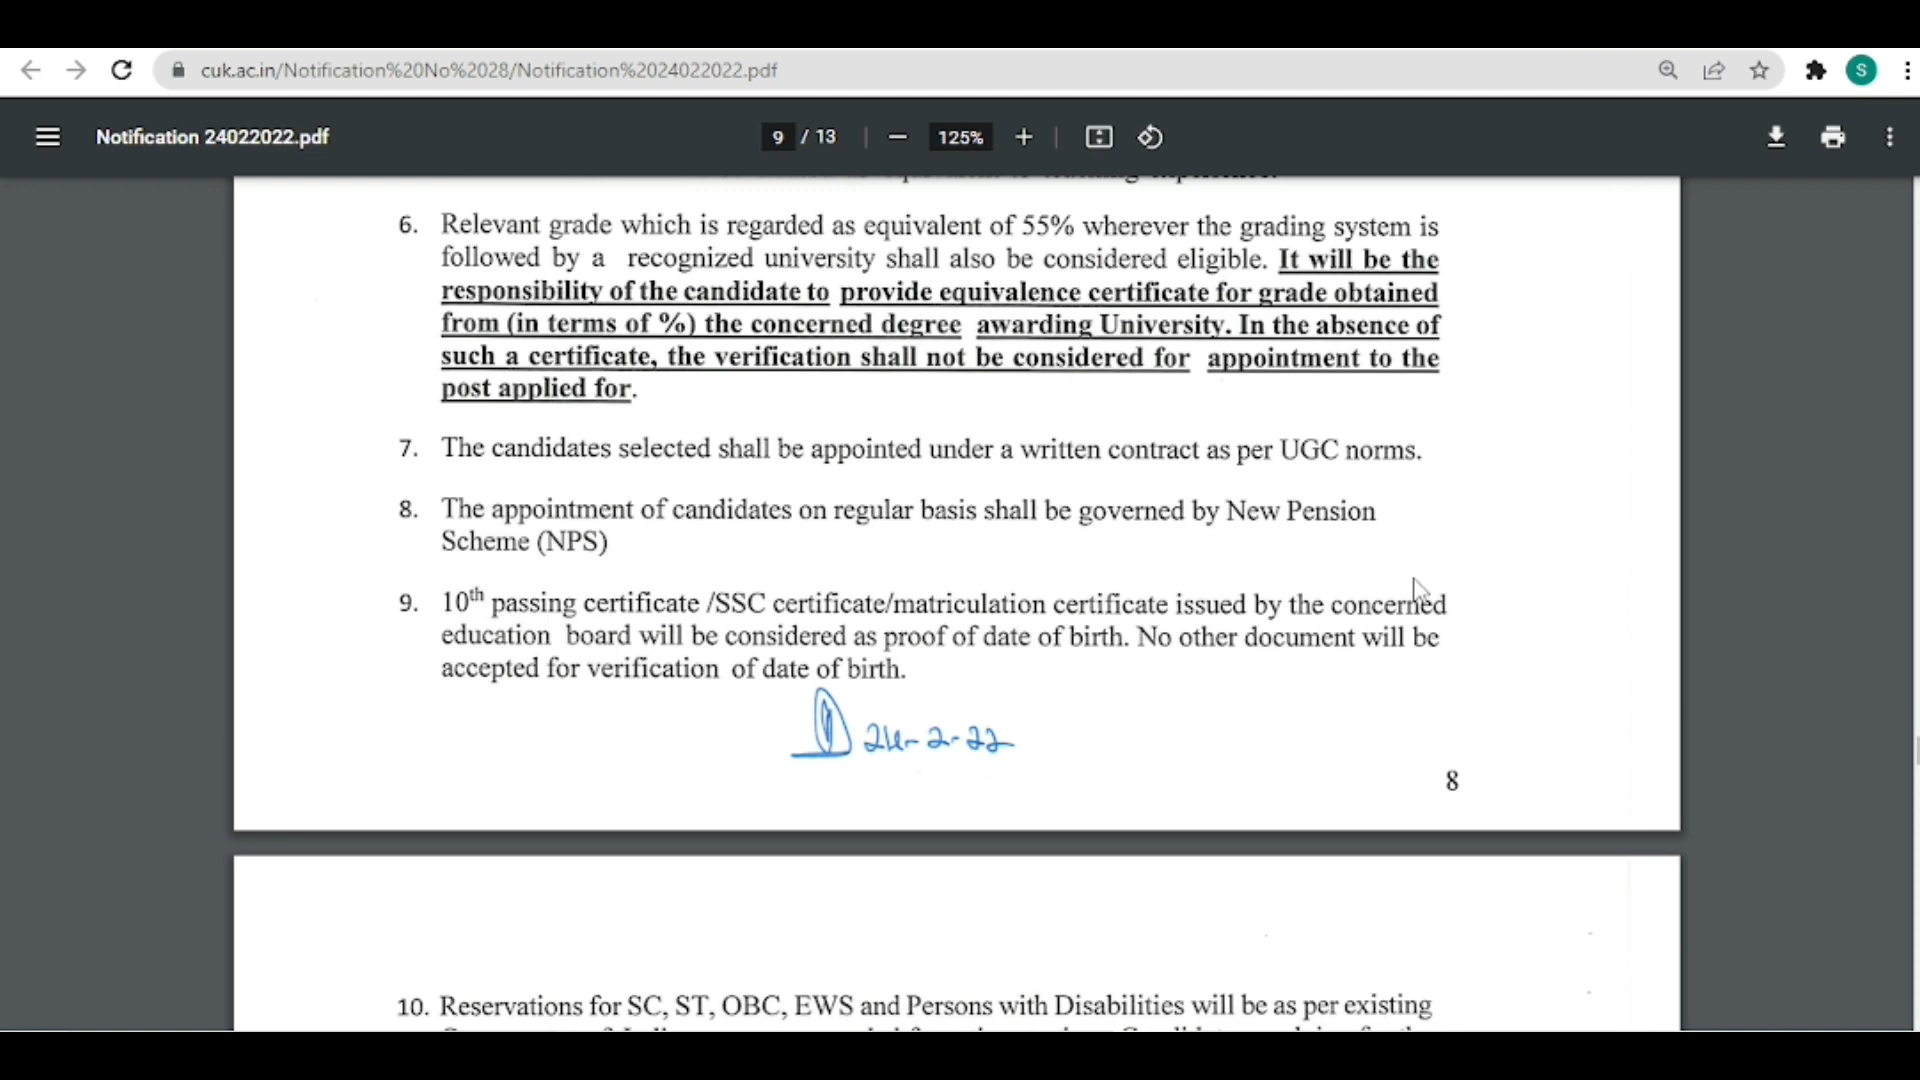 cuk.ac.in/Notification%20No%2028/Notification%2024022022.pdf
S
Notification 24022022.pdf
9 / 13
125%
6. Relevant grade which is regarded as equivalent of 55% wherever the grading system is
followed by a recognized university shall also be considered eligible. It will be the
responsibility of the candidate to provide equivalence certificate for grade obtained
from (in terms of %) the concerned degree awarding University. In the absence of
such a certificate, the verification shall not be considered for appointment to the
post applied for.
7. The candidates selected shall be appointed under a written contract as per UGC norms.
8. The appointment of candidates on regular basis shall be governed by New Pension
Scheme (NPS)
9. 10th passing certificate /SSC certificate/matriculation certificate issued by the concerned
education board will be considered as proof of date of birth. No other document will be
accepted for verification of date of birth.
24-2-22
8
10. Reservations for SC, ST, OBC, EWS and Persons with Disabilities will be as per existing